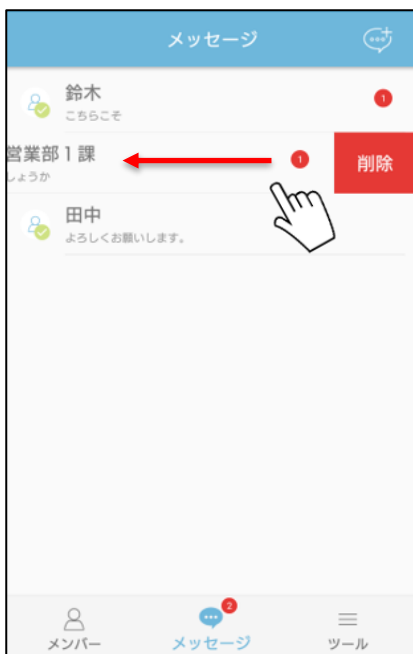 メッセージ
鈴木
1
こちらこそ
営業部1課
1
削除
しょうか
田中
よろしくお願いします。
2
メンバー
メッセージ
ツール